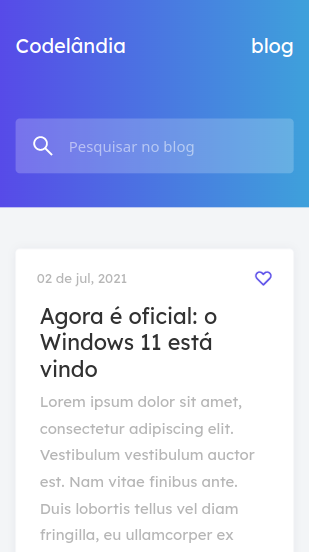 Codelândia blog
Pesquisar no blog
02 de jul, 2021
Agora é oficial: o
Windows 11 está
vindo
Lorem ipsum dolor sit amet,
consectetur adipiscing elit.
Vestibulum vestibulum auctor
est. Nam vitae finibus ante.
Duis lobortis tellus vel diam
fringilla, eu ullamcorper ex